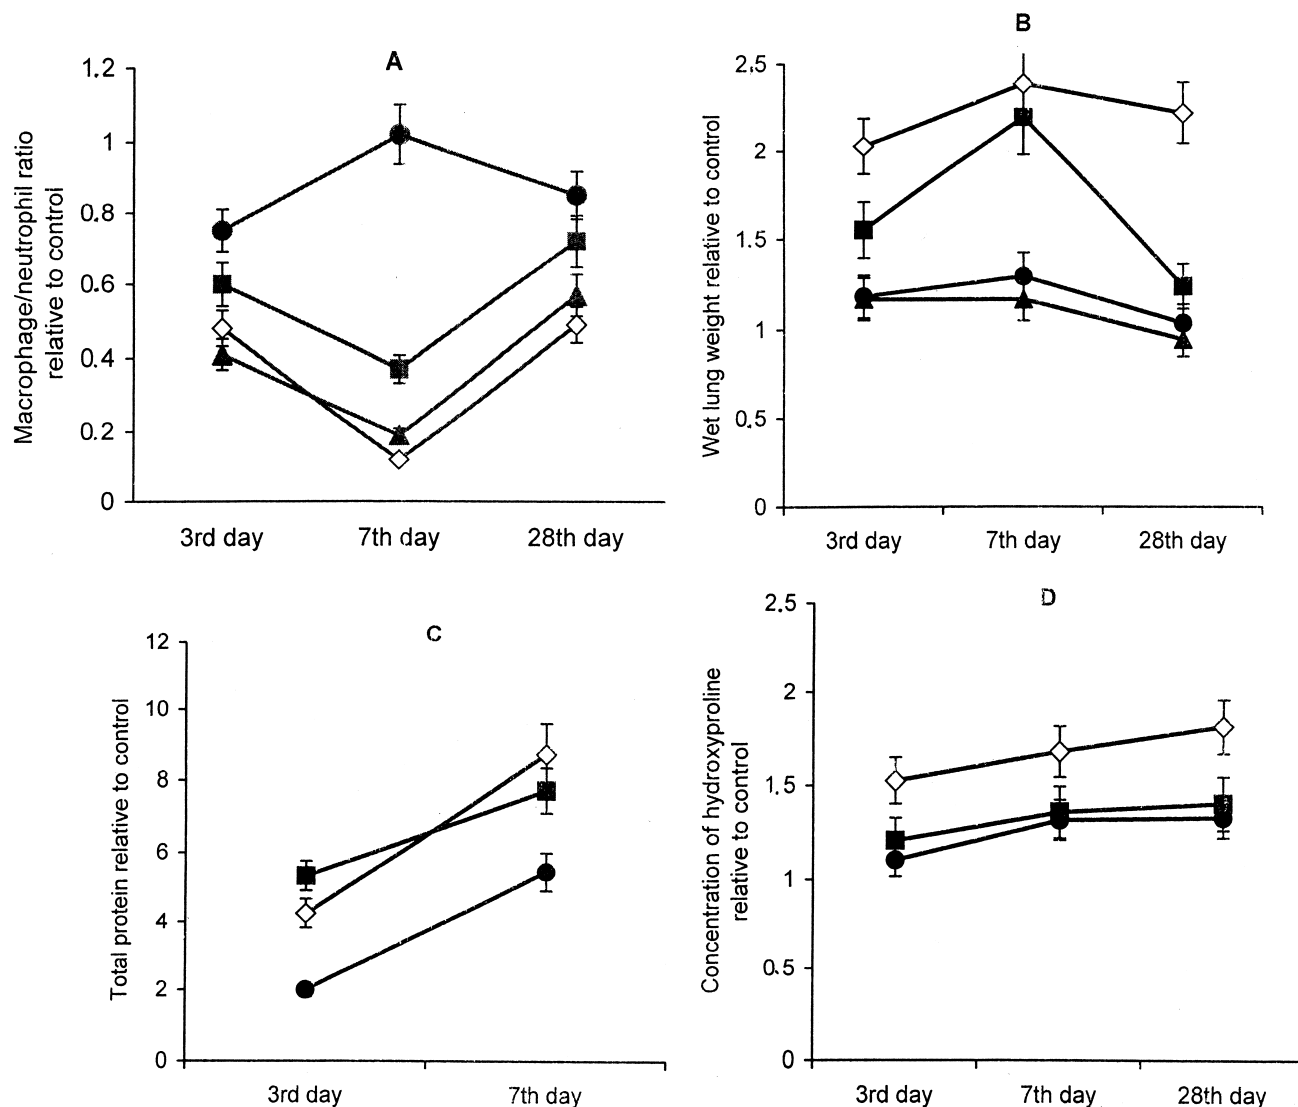 A
1.2
1
0.8
0.6
0.4
0.2
0
Macrophage/neutrophil ratio
relative to control
3rd day 7th day 28th day
B
2.5
2
1.5
1
0.5
0
Wet lung weight relative to control
3rd day 7th day 28th day
C
12
10
8
6
4
2
0
Total protein relative to control
3rd day 7th day
D
2.5
2
1.5
1
0.5
0
Concentration of hydroxyproline
relative to control
3rd day 7th day 28th day